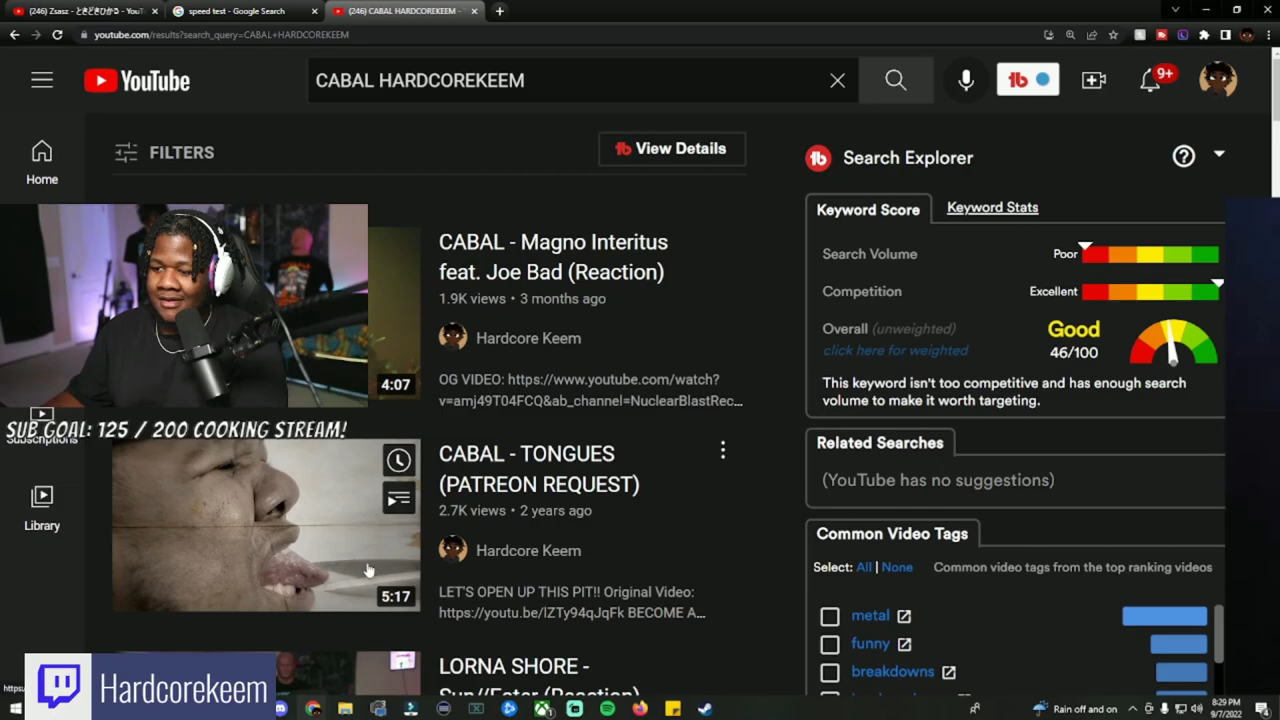 (246) Zsasz - ときどきひかる - YouT
speed test - Google Search
(246) CABAL HARDCOREKEEM -
youtube.com/results?search_query=CABAL+HARDCOREKEEM
YouTube
CABAL HARDCOREKEEM
9+
Home
FILTERS
View Details
CABAL - Magno Interitus
feat. Joe Bad (Reaction)
1.9K views • 3 months ago
Hardcore Keem
OG VIDEO: https://www.youtube.com/watch?
v=amj49T04FCQ&ab_channel=NuclearBlastRec...
4:07
Subscriptions
SUB GOAL: 125 / 200 COOKING STREAM!
CABAL - TONGUES
(PATREON REQUEST)
2.7K views • 2 years ago
Hardcore Keem
LET'S OPEN UP THIS PIT!! Original Video:
https://youtu.be/lZTy94qJqFk BECOME A...
5:17
Library
LORNA SHORE -
Sun//Eater (Reaction)
Hardcorekeem
Search Explorer
Keyword Score
Keyword Stats
Search Volume
Poor
Competition
Excellent
Overall (unweighted)
click here for weighted
Good
46/100
This keyword isn't too competitive and has enough search
volume to make it worth targeting.
Related Searches
(YouTube has no suggestions)
Common Video Tags
Select: All | None
Common video tags from the top ranking videos
metal
funny
breakdowns
Rain off and on
8:29 PM
9/7/2022